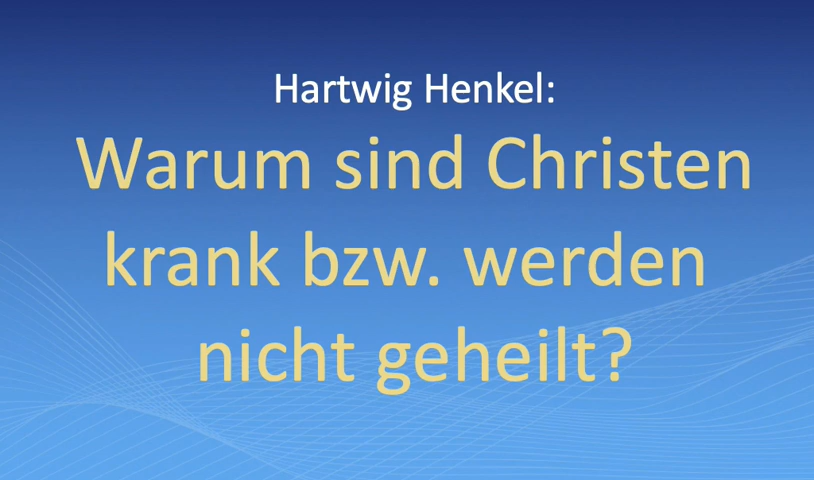 Hartwig Henkel:
Warum sind Christen
krank bzw. werden
nicht geheilt?